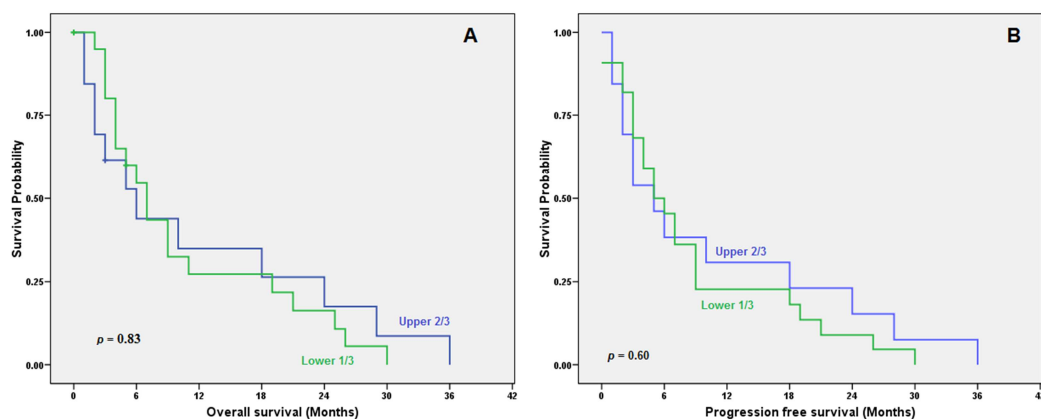 A
Survival Probability
1.00
0.75
0.50
0.25
0.00
Upper 2/3
p = 0.83
Lower 1/3
0 6 12 18 24 30 36 42
Overall survival (Months)
B
Survival Probability
1.00
0.75
0.50
0.25
0.00
Upper 2/3
Lower 1/3
p = 0.60
0 6 12 18 24 30 36 42
Progression free survival (Months)